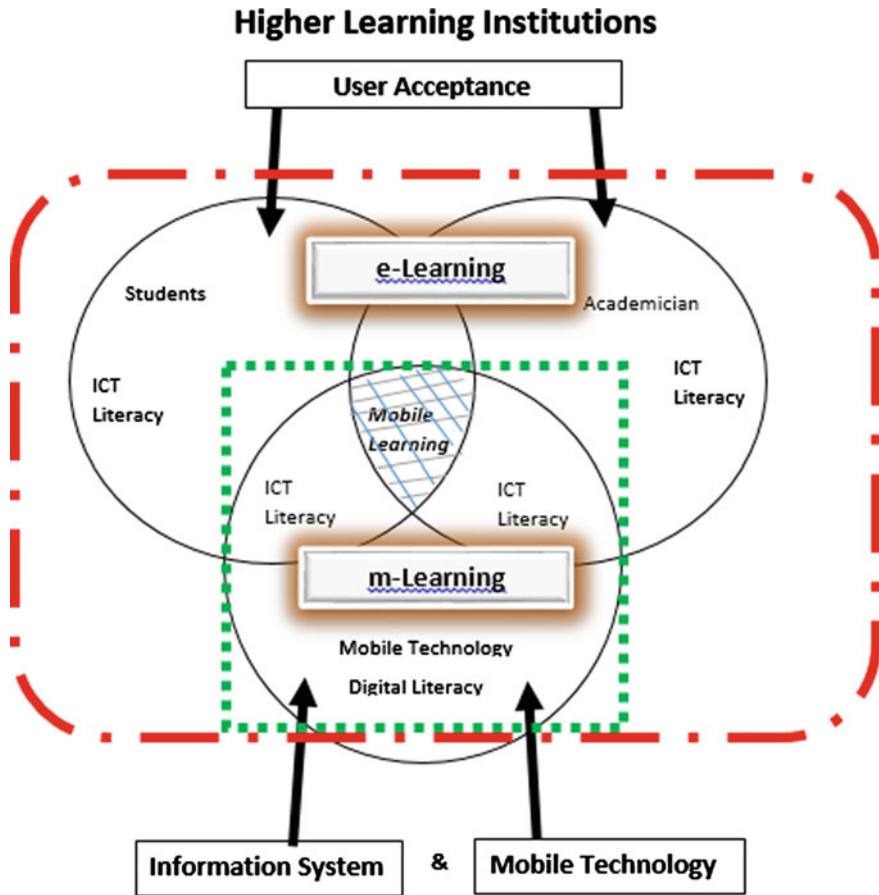 Higher Learning Institutions
User Acceptance
e-Learning
Students
Academician
ICT
Literacy
ICT
Literacy
Mobile
Learning
ICT
Literacy
ICT
Literacy
m-Learning
Mobile Technology
Digital Literacy
Information System
&
Mobile Technology